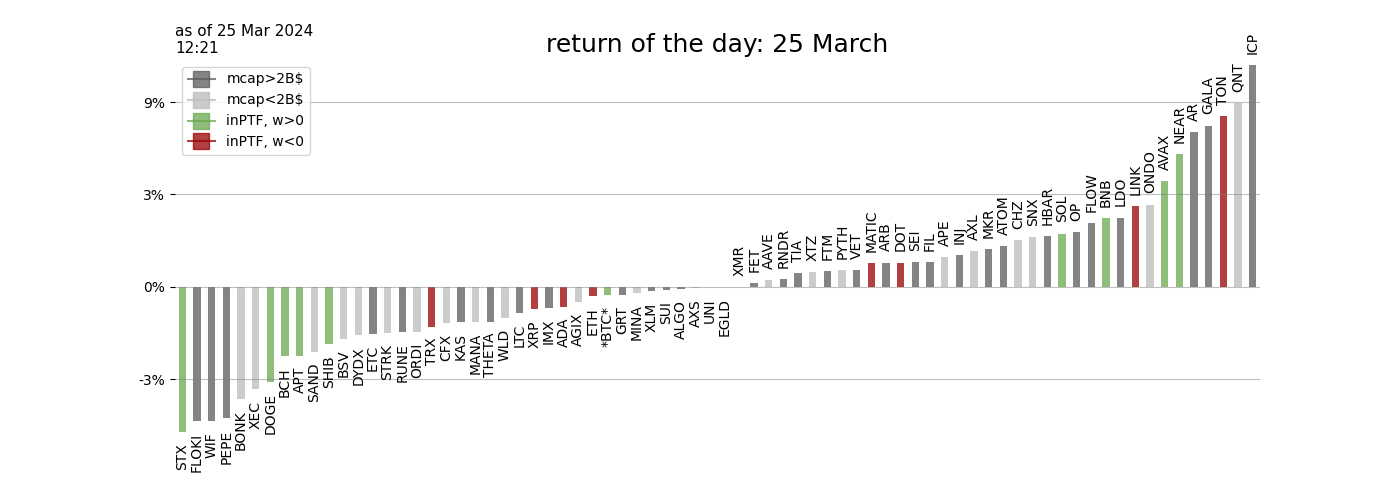 as of 25 Mar 2024
12:21
return of the day: 25 March
mcap>2B$
mcap<2B$
inPTF, w>0
inPTF, w<0
9%
3%
0%
-3%
STX
FLOKI
WIF
PEPE
BONK
XEC
DOGE
BCH
APT
SAND
SHIB
BSV
DYDX
ETC
STRK
RUNE
ORDI
TRX
CFX
KAS
MANA
THETA
WLD
LTC
XRP
IMX
ADA
AGIX
ETH
*BTC*
GRT
MINA
XLM
SUI
ALGO
AXS
UNI
EGLD
XMR
FET
AAVE
RNDR
TIA
XTZ
FTM
PYTH
VET
MATIC
ARB
DOT
SEI
FIL
APE
INJ
AXL
MKR
ATOM
CHZ
SNX
HBAR
SOL
OP
FLOW
BNB
LDO
LINK
ONDO
AVAX
NEAR
AR
GALA
TON
QNT
ICP